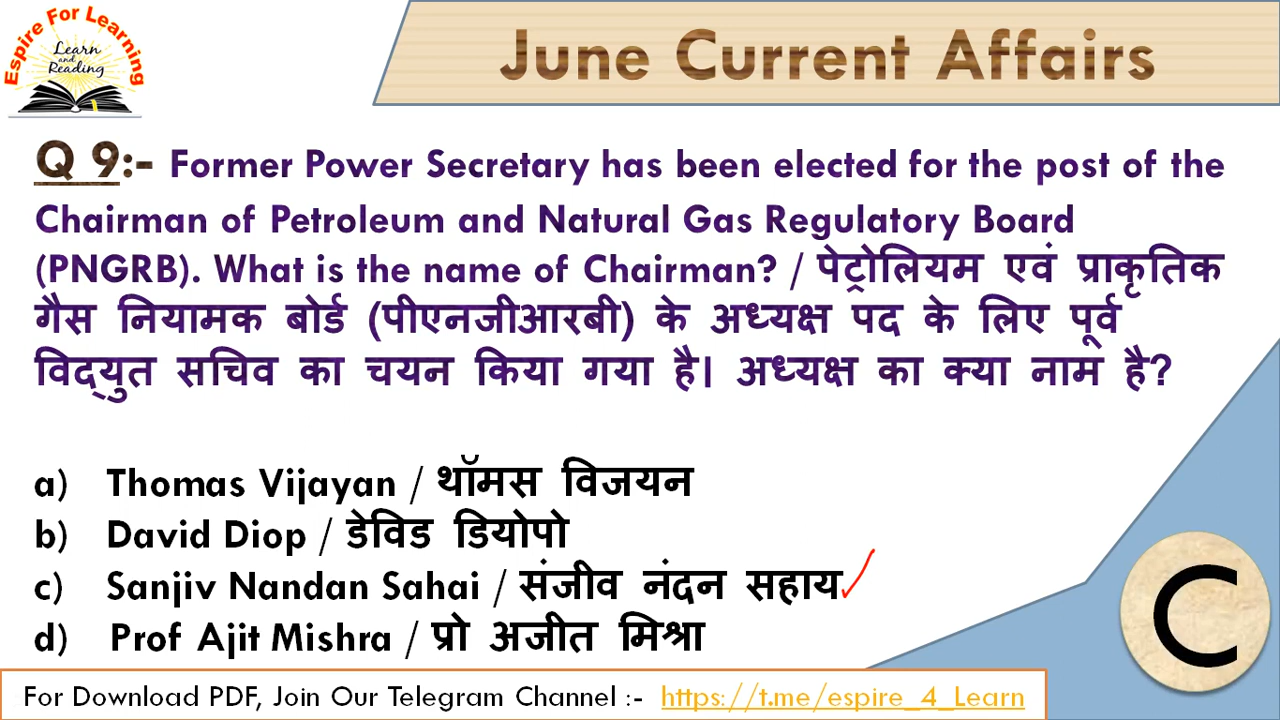 Espire For Learning
Learn
and
Reading
June Current Affairs
Q 9:- Former Power Secretary has been elected for the post of the
Chairman of Petroleum and Natural Gas Regulatory Board
(PNGRB). What is the name of Chairman? / पेट्रोलियम एवं प्राकृतिक
गैस नियामक बोर्ड (पीएनजीआरबी) के अध्यक्ष पद के लिए पूर्व
विद्युत सचिव का चयन किया गया है। अध्यक्ष का क्या नाम है?
a) Thomas Vijayan / थॉमस विजयन
b) David Diop / डेविड डियोपो
c) Sanjiv Nandan Sahai / संजीव नंदन सहाय
d) Prof Ajit Mishra / प्रो अजीत मिश्रा
C
For Download PDF, Join Our Telegram Channel :- https://t.me/espire_4_Learn